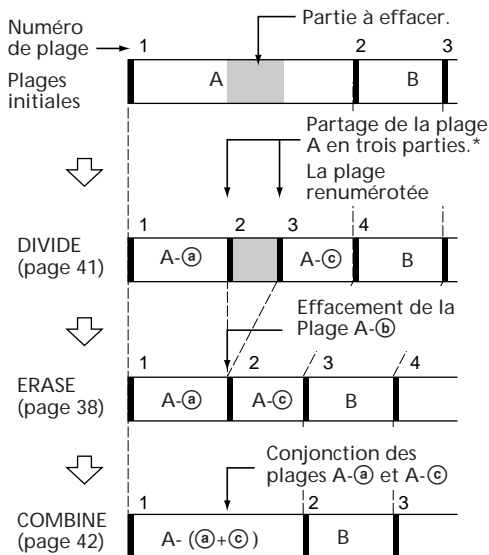 Partie à effacer.
Numéro
de plage
1 2 3
Plages
initiales
A B
Partage de la plage
A en trois parties.*
La plage
renumérotée
1 2 3 4
DIVIDE
(page 41)
A-ⓐ A-ⓒ B
Effacement de la
Plage A-ⓑ
1 2 3 4
ERASE
(page 38)
A-ⓐ A-ⓒ B
Conjonction des
plages A-ⓐ et A-ⓒ
1 2 3
COMBINE
(page 42)
A- (ⓐ+ⓒ) B